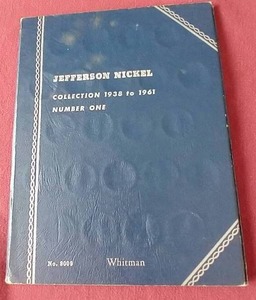 JEFFERSON NICKEL
COLLECTION 1938 to 1961
NUMBER ONE
No. 9009 Whitman